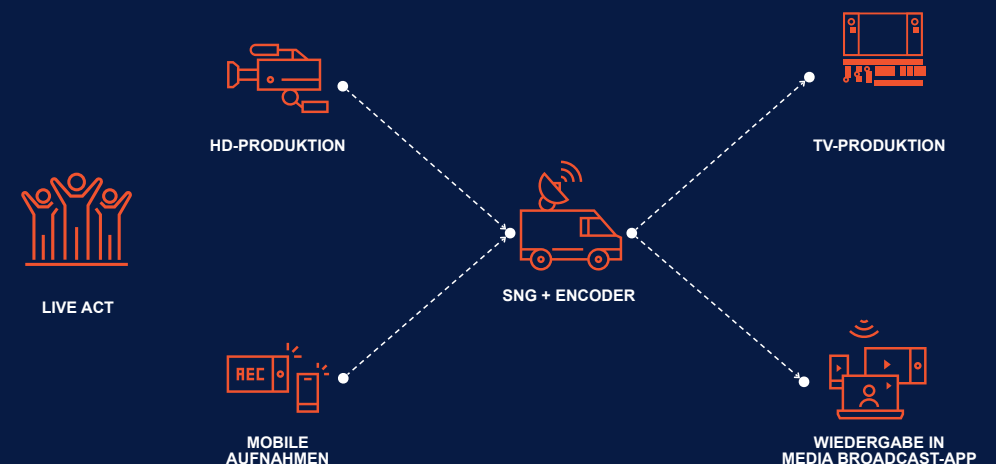 HD-PRODUKTION
TV-PRODUKTION
SNG + ENCODER
LIVE ACT
REC
MOBILE
AUFNAHMEN
WIEDERGABE IN
MEDIA BROADCAST-APP